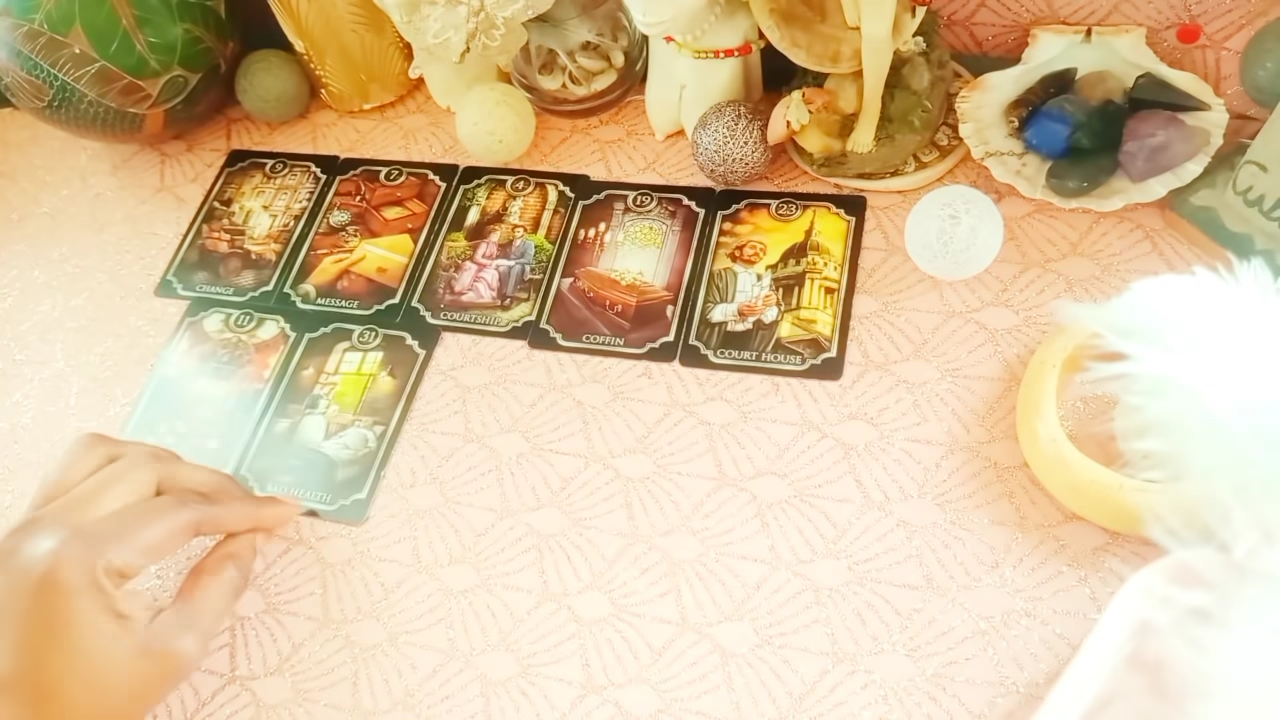 9
CHANGE
7
MESSAGE
4
COURTSHIP
19
COFFIN
23
COURT HOUSE
11
31
BAD HEALTH